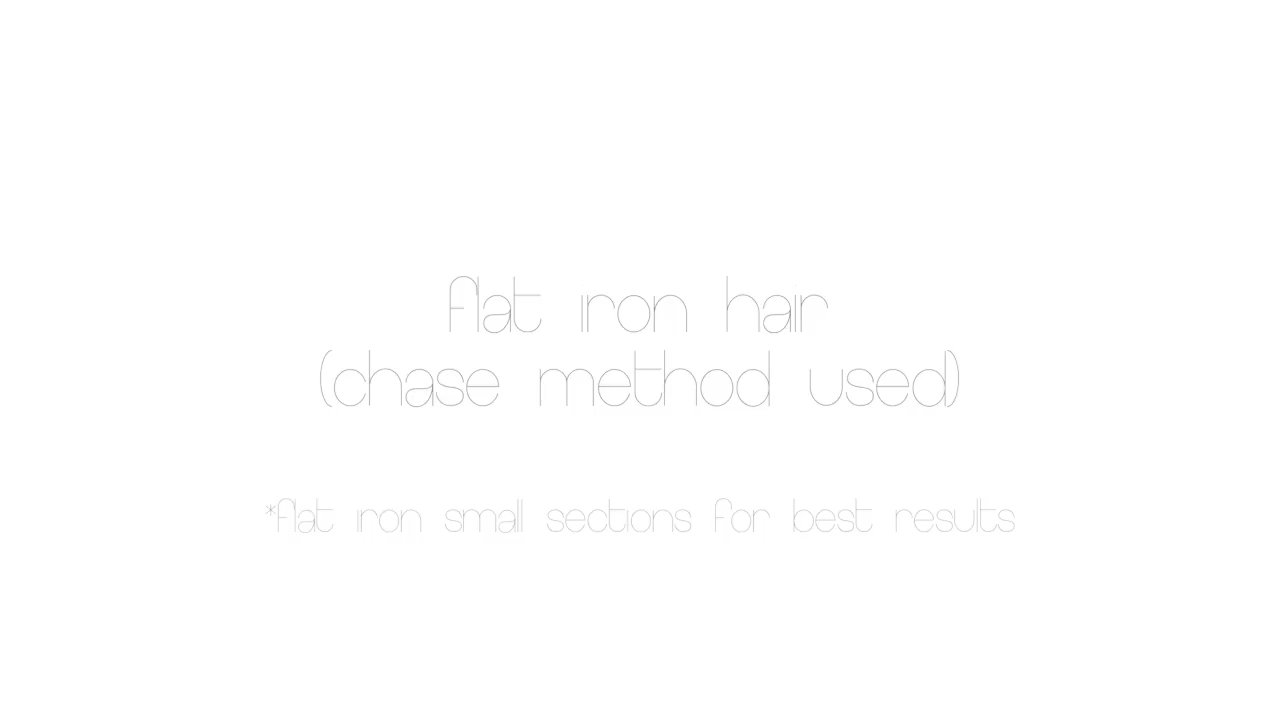 flat iron hair
(chase method used)
*flat iron small sections for best results